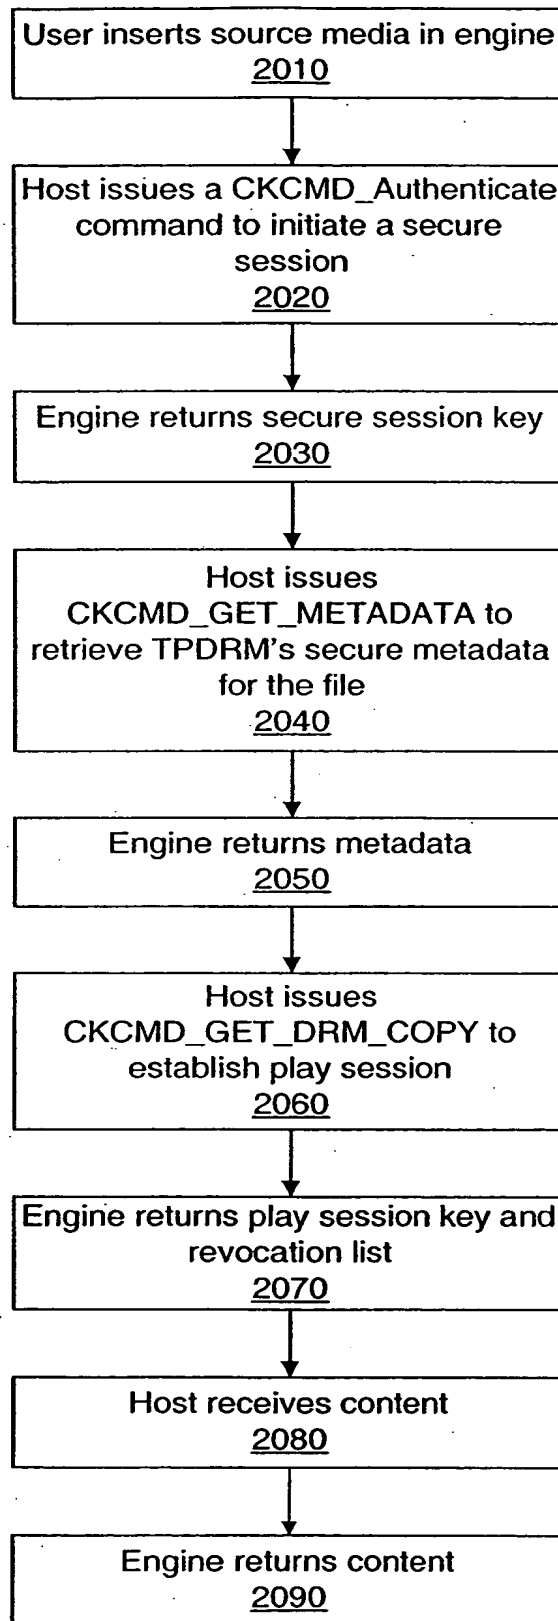 User inserts source media in engine
2010
Host issues a CKCMD_Authenticate
command to initiate a secure
session
2020
Engine returns secure session key
2030
Host issues
CKCMD_GET_METADATA to
retrieve TPDRM's secure metadata
for the file
2040
Engine returns metadata
2050
Host issues
CKCMD_GET_DRM_COPY to
establish play session
2060
Engine returns play session key and
revocation list
2070
Host receives content
2080
Engine returns content
2090